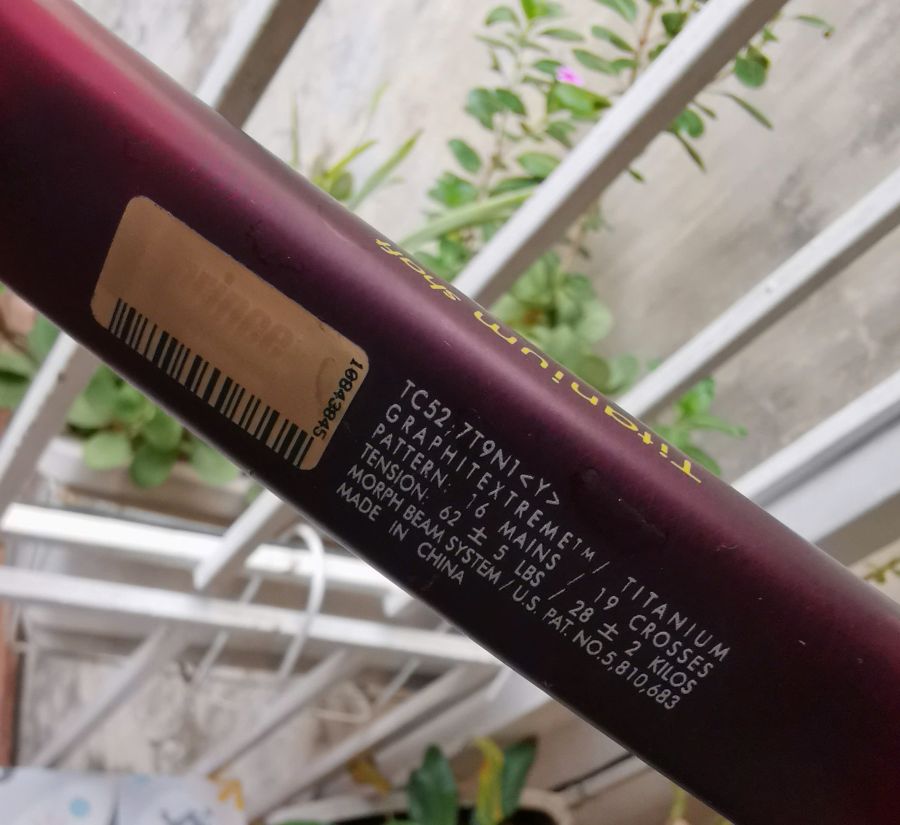 Titanium shaft
10843845
TC52.7T9N1<Y>
GRAPHITEXTREME™/ TITANIUM
PATTERN: 16 MAINS / 19 CROSSES
TENSION: 62 ± 5 LBS / 28 ± 2 KILOS
MORPH BEAM SYSTEM / U.S. PAT. NO.5,810,683
MADE IN CHINA